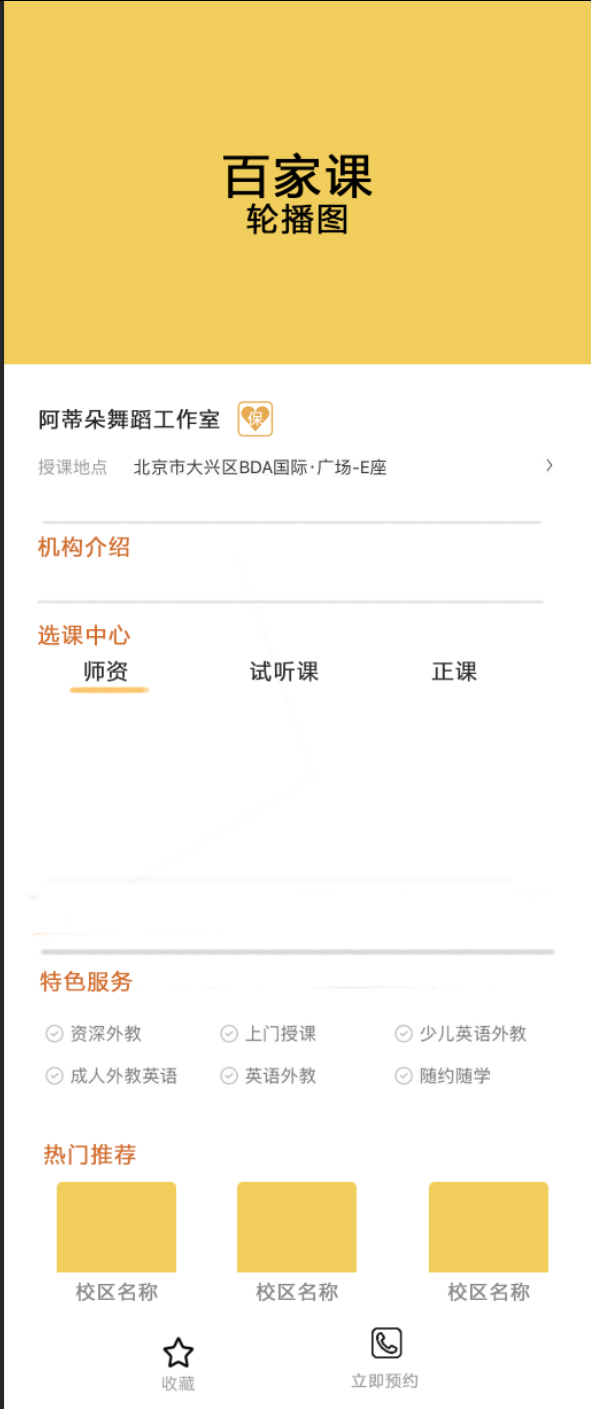 百家课
轮播图
阿蒂朵舞蹈工作室 保
授课地点 北京市大兴区BDA国际·广场-E座
机构介绍
选课中心
师资 试听课 正课
特色服务
资深外教 上门授课 少儿英语外教
成人外教英语 英语外教 随约随学
热门推荐
校区名称 校区名称 校区名称
收藏 立即预约